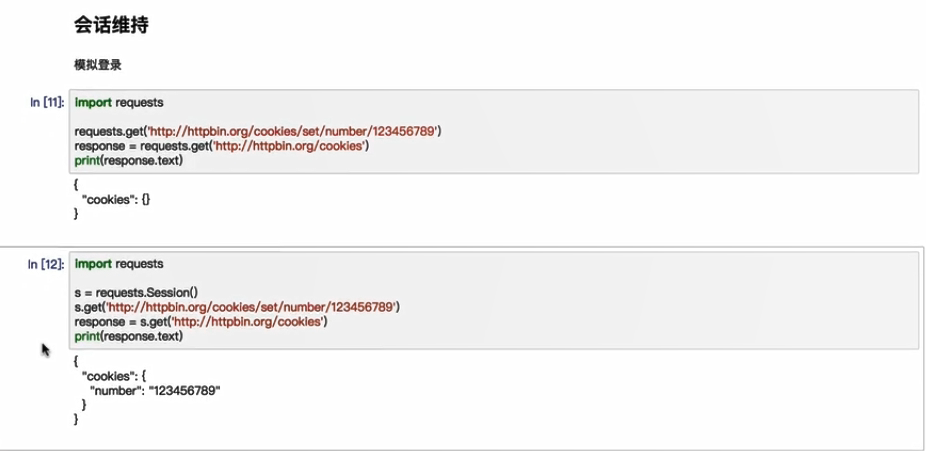 会话维持
模拟登录
In [11]:
import requests
requests.get('http://httpbin.org/cookies/set/number/123456789')
response = requests.get('http://httpbin.org/cookies')
print(response.text)
{
"cookies": {}
}
In [12]:
import requests
s = requests.Session()
s.get('http://httpbin.org/cookies/set/number/123456789')
response = s.get('http://httpbin.org/cookies')
print(response.text)
{
"cookies": {
"number": "123456789"
}
}